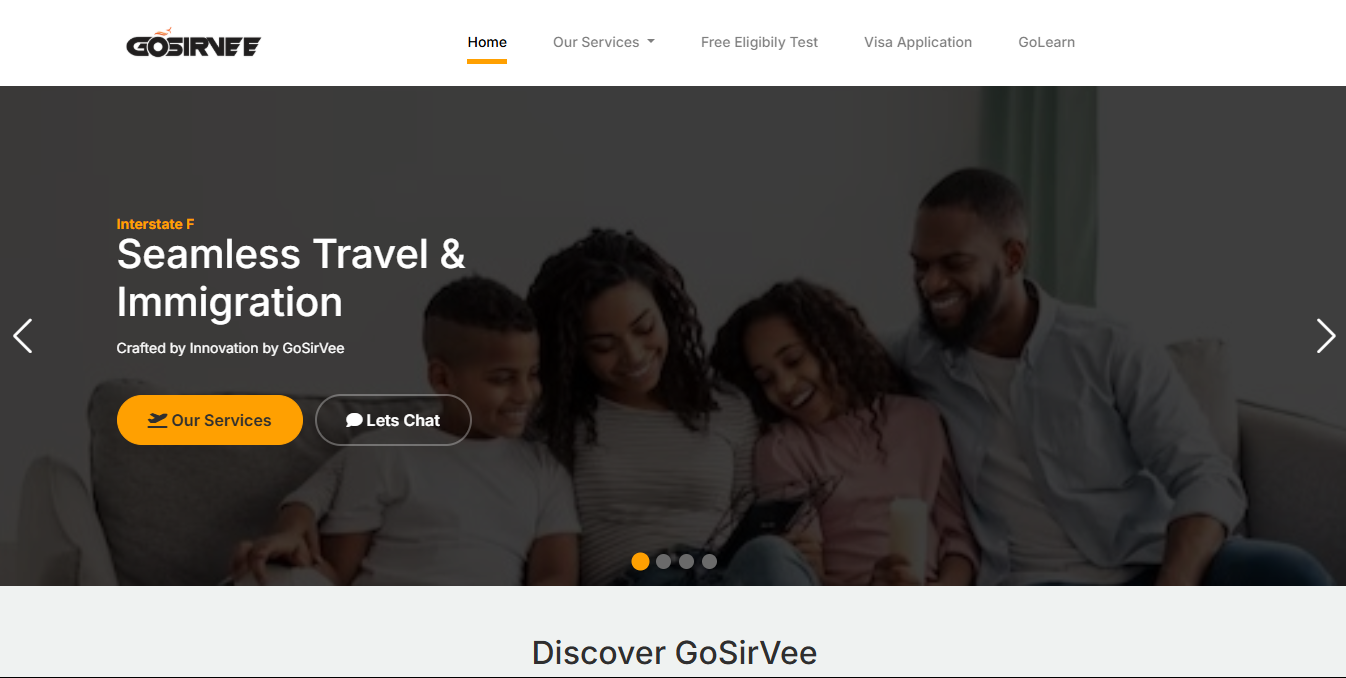 GOSIRVEE
Home
Our Services
Free Eligibily Test
Visa Application
GoLearn
Interstate F
Seamless Travel &
Immigration
Crafted by Innovation by GoSirVee
Our Services
Lets Chat
Discover GoSirVee